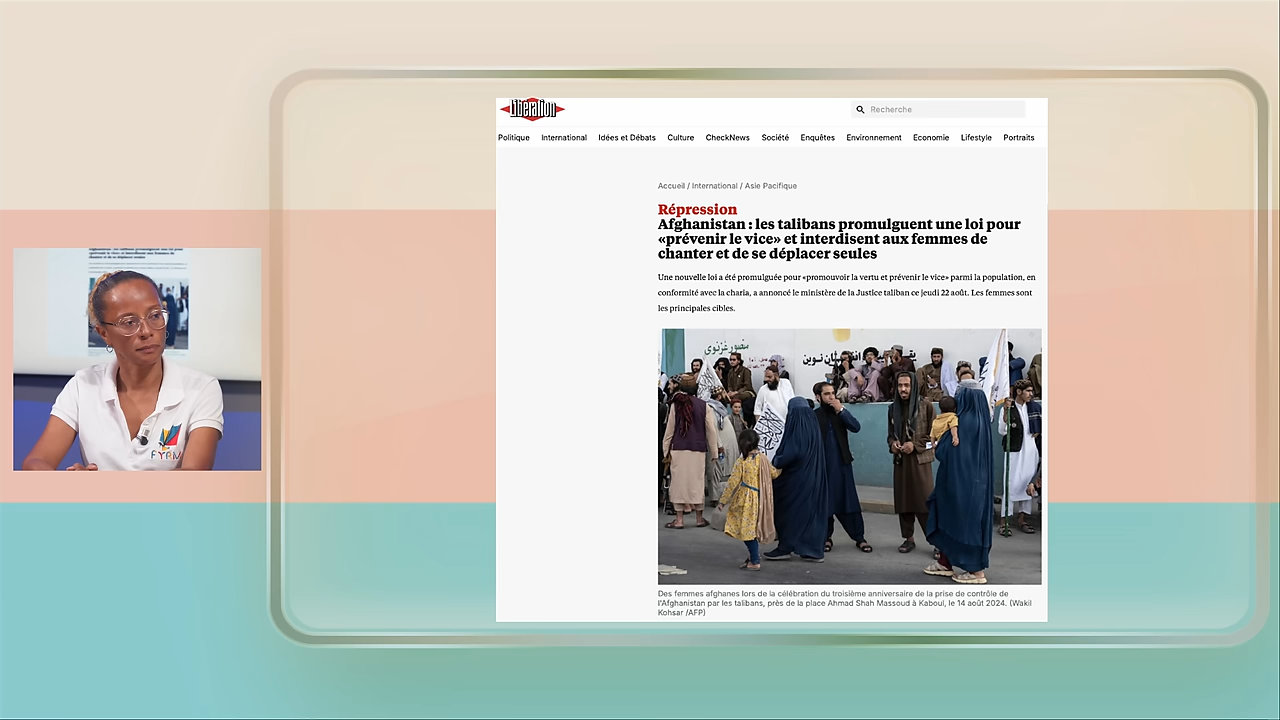 Libération
Recherche
Politique International Idées et Débats Culture CheckNews Société Enquêtes Environnement Economie Lifestyle Portraits
Accueil / International / Asie Pacifique
Répression
Afghanistan : les talibans promulguent une loi pour
«prévenir le vice» et interdisent aux femmes de
chanter et de se déplacer seules
Une nouvelle loi a été promulguée pour «promouvoir la vertu et prévenir le vice» parmi la population, en
conformité avec la charia, a annoncé le ministère de la Justice taliban ce jeudi 22 août. Les femmes sont
les principales cibles.
منصور غزنوی
Des femmes afghanes lors de la célébration du troisième anniversaire de la prise de contrôle de
l'Afghanistan par les talibans, près de la place Ahmad Shah Massoud à Kaboul, le 14 août 2024. (Wakil
Kohsar /AFP)